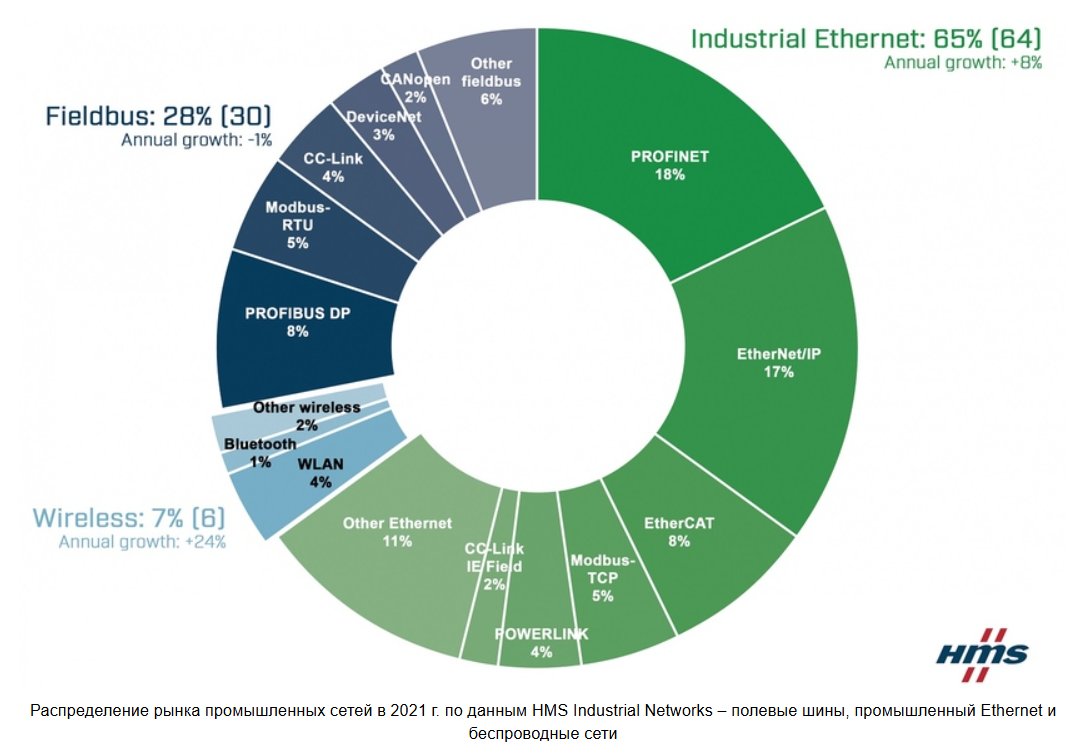 Industrial Ethernet: 65% (64)
Annual growth: +8%
Fieldbus: 28% (30)
Annual growth: -1%
Wireless: 7% (6)
Annual growth: +24%
PROFINET
18%
EtherNet/IP
17%
EtherCAT
8%
Modbus-
TCP
5%
POWERLINK
4%
CC-Link
IE Field
2%
Other Ethernet
11%
WLAN
4%
Bluetooth
1%
Other wireless
2%
PROFIBUS DP
8%
Modbus-
RTU
5%
CC-Link
4%
DeviceNet
3%
CANopen
2%
Other
fieldbus
6%
HMS
Распределение рынка промышленных сетей в 2021 г. по данным HMS Industrial Networks – полевые шины, промышленный Ethernet и
беспроводные сети